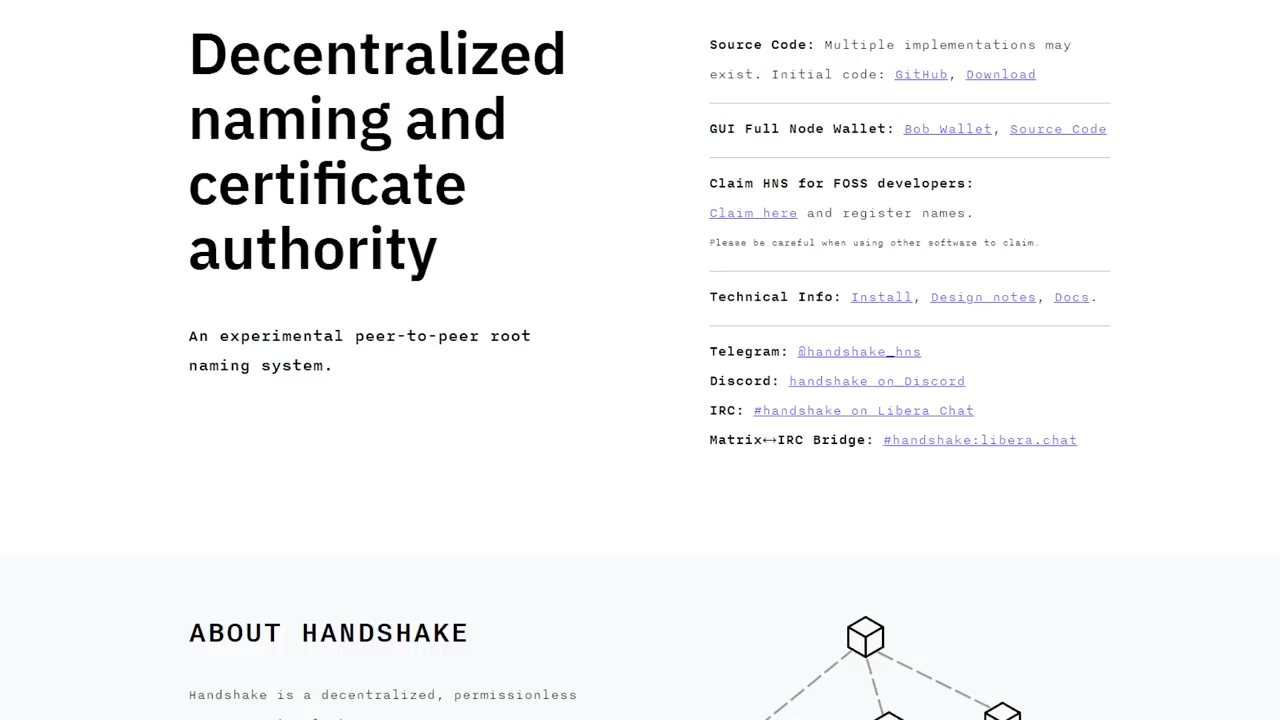 Decentralized
naming and
certificate
authority
An experimental peer-to-peer root
naming system.
Source Code: Multiple implementations may
exist. Initial code: GitHub, Download
GUI Full Node Wallet: Bob Wallet, Source Code
Claim HNS for FOSS developers:
Claim here and register names.
Please be careful when using other software to claim.
Technical Info: Install, Design notes, Docs.
Telegram: @handshake_hns
Discord: handshake on Discord
IRC: #handshake on Libera Chat
Matrix↔IRC Bridge: #handshake:libera.chat
ABOUT HANDSHAKE
Handshake is a decentralized, permissionless